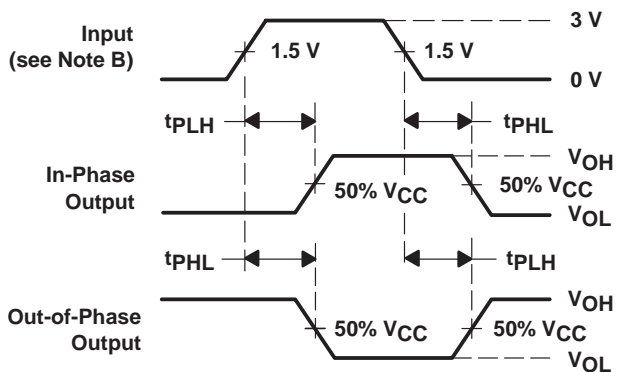 Input
(see Note B)
1.5 V
1.5 V
3 V
0 V
tPLH
tPHL
In-Phase
Output
50% VCC
50% VCC
VOH
VOL
tPHL
tPLH
Out-of-Phase
Output
50% VCC
50% VCC
VOH
VOL